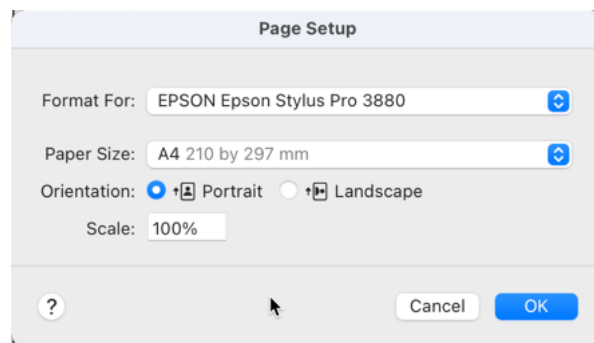 Page Setup
Format For: EPSON Epson Stylus Pro 3880
Paper Size: A4 210 by 297 mm
Orientation: Portrait Landscape
Scale: 100%
? Cancel OK